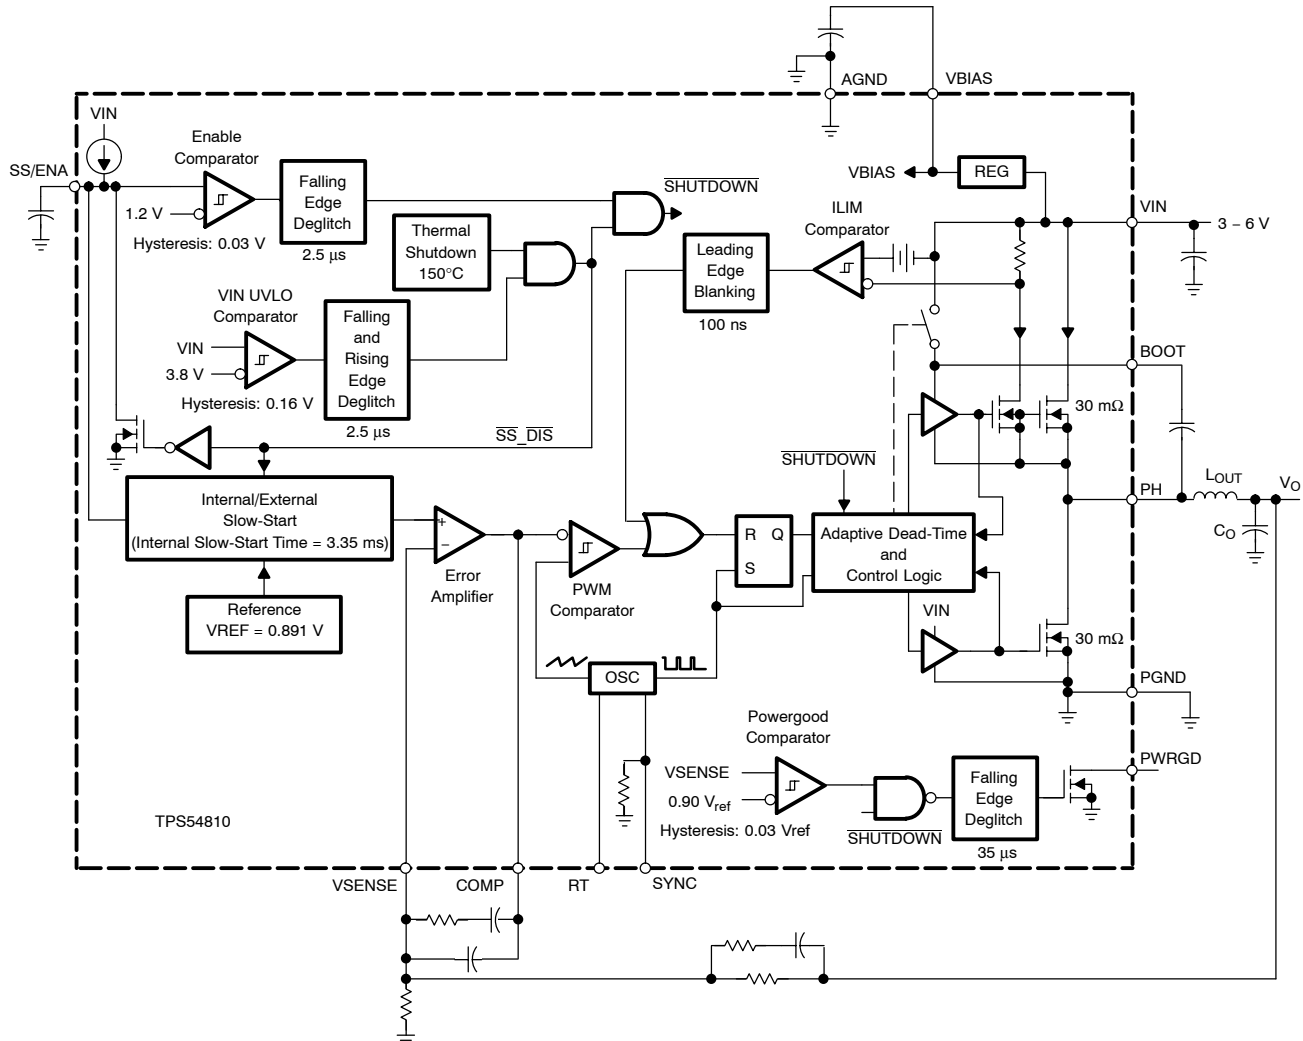 AGND
VBIAS
VIN
Enable
Comparator
SS/ENA
1.2 V
Hysteresis: 0.03 V
Falling
Edge
Deglitch
2.5 μs
SHUTDOWN
Thermal
Shutdown
150°C
VBIAS
REG
ILIM
Comparator
VIN
3 − 6 V
Leading
Edge
Blanking
100 ns
VIN UVLO
Comparator
VIN
3.8 V
Hysteresis: 0.16 V
Falling
and
Rising
Edge
Deglitch
2.5 μs
SS_DIS
BOOT
30 mΩ
SHUTDOWN
PH
LOUT
VO
CO
Internal/External
Slow-Start
(Internal Slow-Start Time = 3.35 ms)
+
−
Error
Amplifier
PWM
Comparator
R Q
S
Adaptive Dead-Time
and
Control Logic
Reference
VREF = 0.891 V
VIN
30 mΩ
OSC
PGND
Powergood
Comparator
VSENSE
0.90 Vref
Hysteresis: 0.03 Vref
SHUTDOWN
Falling
Edge
Deglitch
35 μs
PWRGD
TPS54810
VSENSE
COMP
RT
SYNC